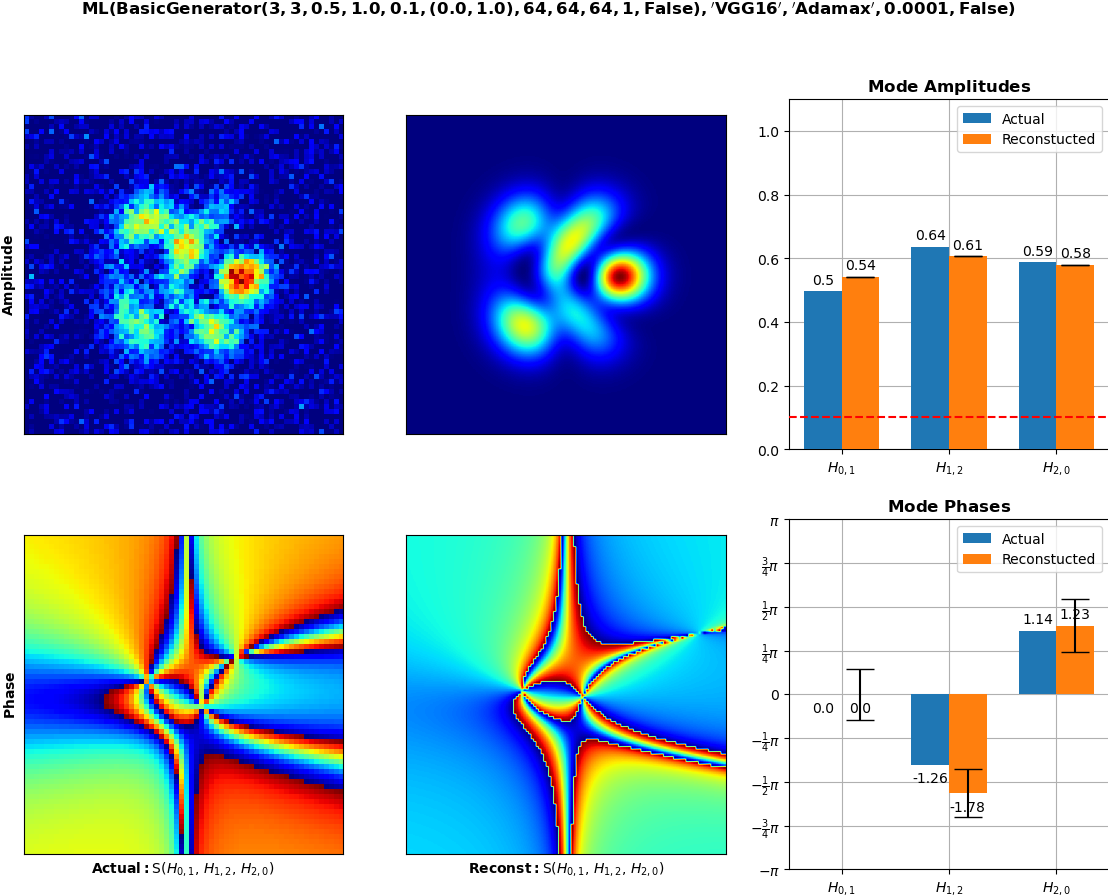 ML(BasicGenerator(3, 3, 0.5, 1.0, 0.1, (0.0, 1.0), 64, 64, 64, 1, False), ′VGG16′, ′Adamax′, 0.0001, False)
Amplitude
Mode Amplitudes
Actual
Reconstucted
1.0
0.8
0.6
0.4
0.2
0.0
0.5
0.54
0.64
0.61
0.59
0.58
H0,1
H1,2
H2,0
Phase
Actual: S(H0,1, H1,2, H2,0)
Reconst: S(H0,1, H1,2, H2,0)
Mode Phases
Actual
Reconstucted
π
3/4π
1/2π
1/4π
0
−1/4π
−1/2π
−3/4π
−π
0.0
0.0
-1.26
-1.78
1.14
1.23
H0,1
H1,2
H2,0